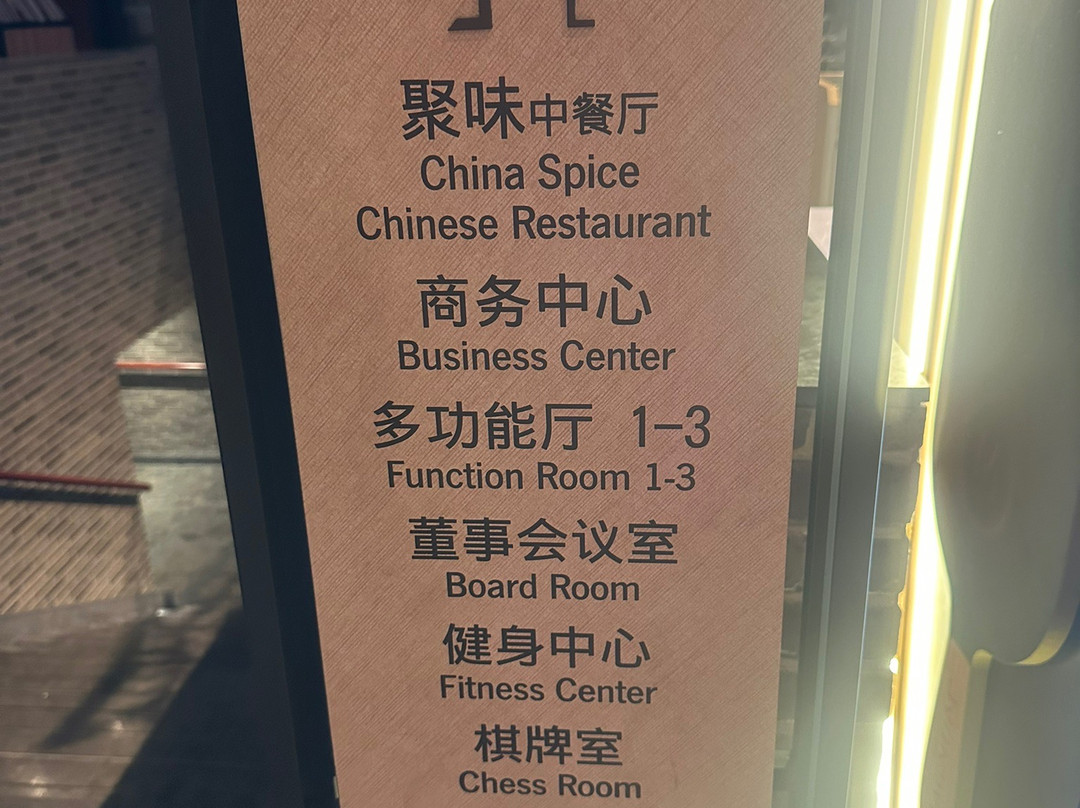 聚味中餐厅
China Spice
Chinese Restaurant
商务中心
Business Center
多功能厅 1-3
Function Room 1-3
董事会议室
Board Room
健身中心
Fitness Center
棋牌室
Chess Room